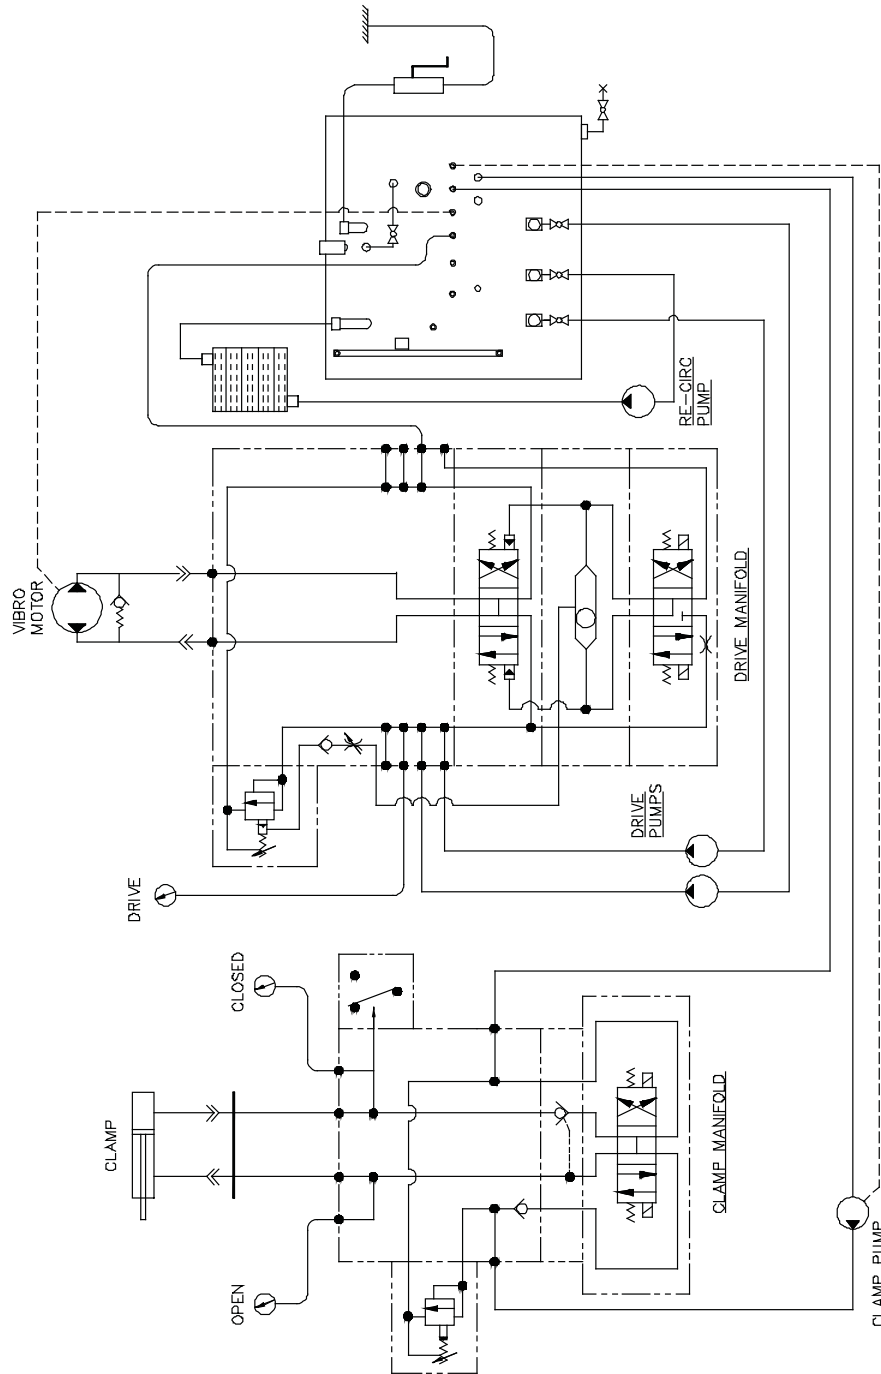 VIBRO
MOTOR
RE-CIRC
PUMP
DRIVE MANIFOLD
DRIVE
PUMPS
DRIVE
CLOSED
CLAMP
CLAMP MANIFOLD
OPEN
CLAMP PUMP